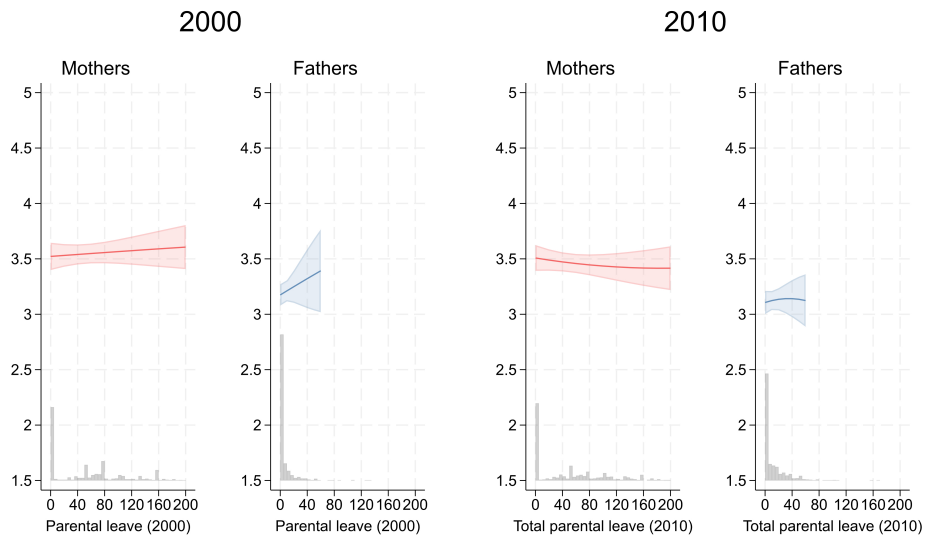 2000 2010
Mothers Fathers Mothers Fathers
5 5 5 5
4.5 4.5 4.5 4.5
4 4 4 4
3.5 3.5 3.5 3.5
3 3 3 3
2.5 2.5 2.5 2.5
2 2 2 2
1.5 1.5 1.5 1.5
0 40 80 120 160 200 0 40 80 120 160 200 0 40 80 120 160 200 0 40 80 120 160 200
Parental leave (2000) Parental leave (2000) Total parental leave (2010) Total parental leave (2010)